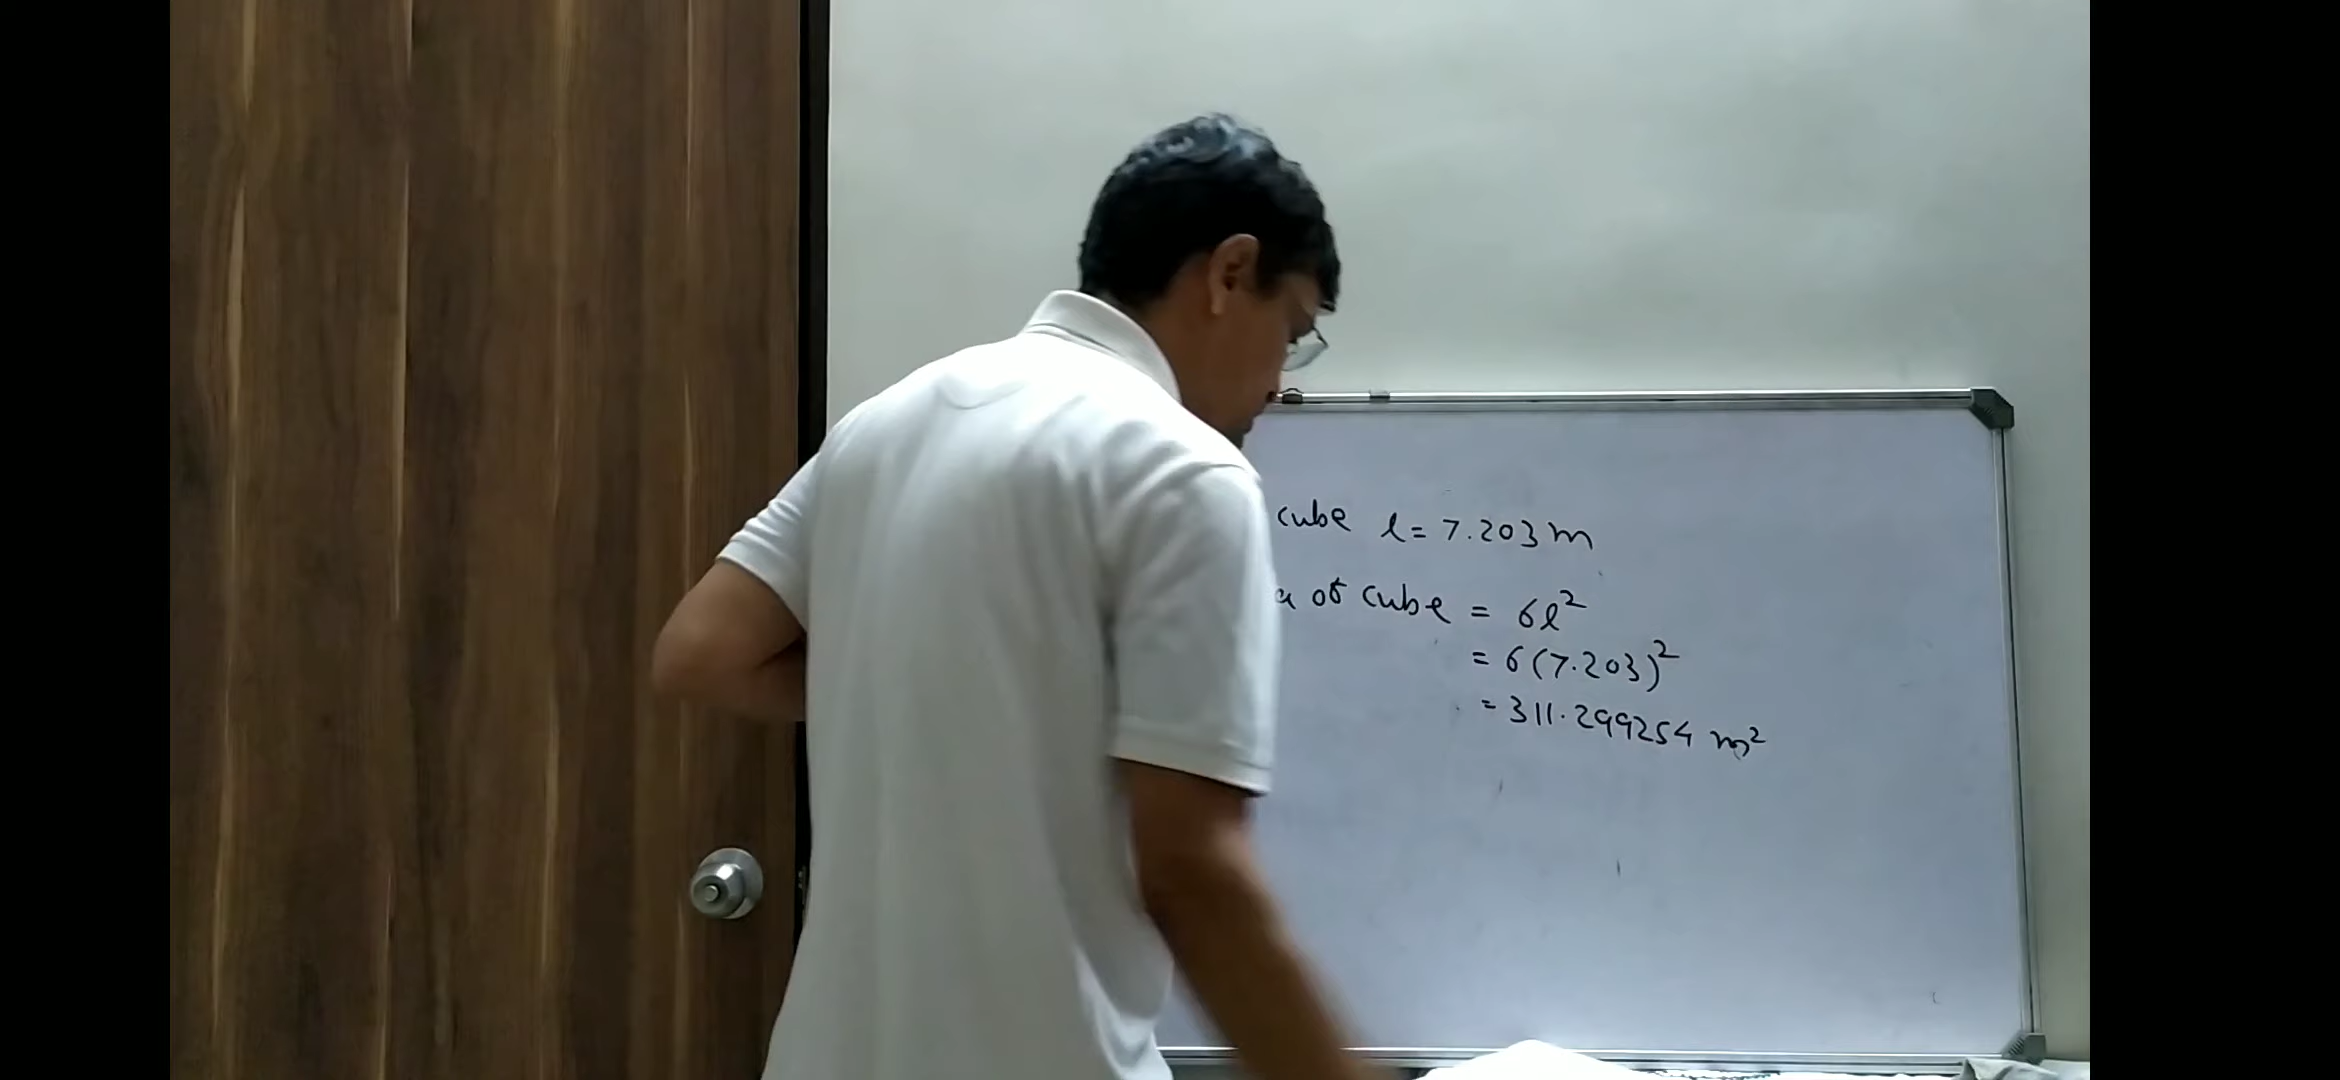 cube l = 7.203 m
of cube = 6l²
= 6(7.203)²
= 311.299254 m²